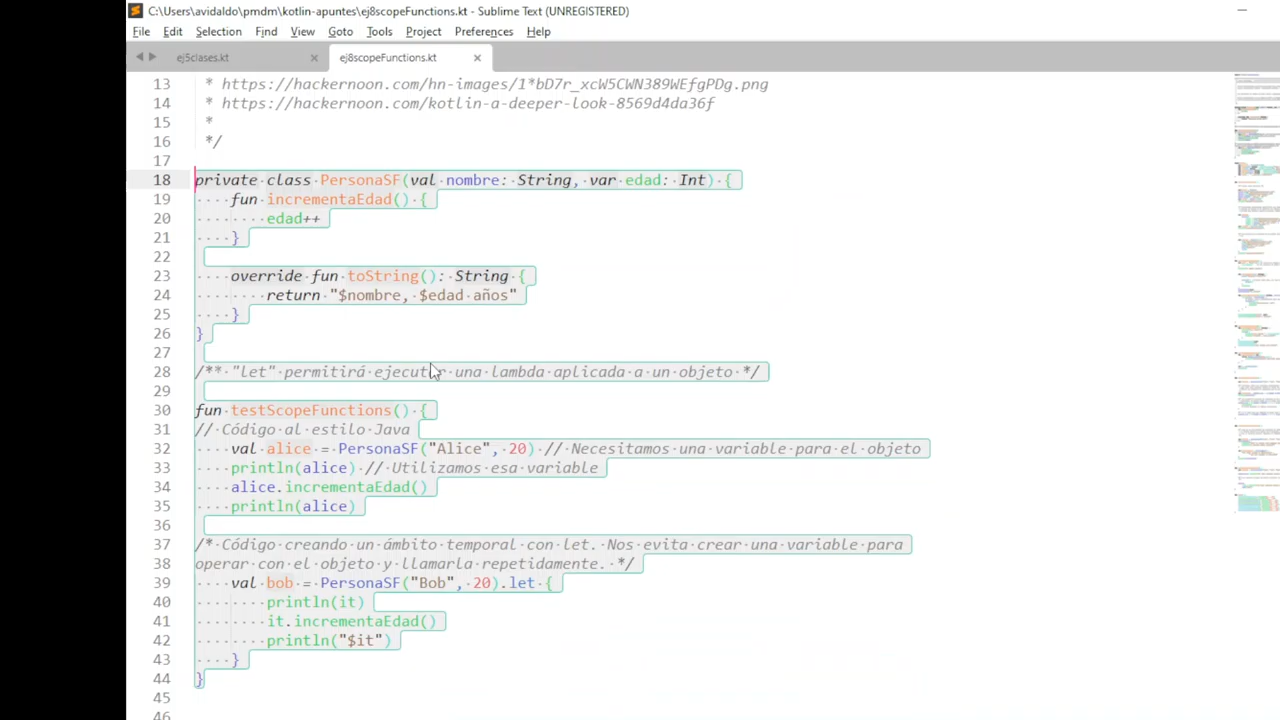 C:\Users\avidaldo\pmdm\kotlin-apuntes\ej8scopeFunctions.kt - Sublime Text (UNREGISTERED)
File Edit Selection Find View Goto Tools Project Preferences Help
ej5clases.kt × ej8scopeFunctions.kt ×
13 * https://hackernoon.com/hn-images/1*bD7r_xcW5CWN389WEfgPDg.png
14 * https://hackernoon.com/kotlin-a-deeper-look-8569d4da36f
15 *
16 */
17
18 private class PersonaSF(val nombre: String, var edad: Int) {
19 fun incrementaEdad() {
20 edad++
21 }
22
23 override fun toString(): String {
24 return "$nombre, $edad años"
25 }
26 }
27
28 /** "let" permitirá ejecutar una lambda aplicada a un objeto */
29
30 fun testScopeFunctions() {
31 // Código al estilo Java
32 val alice = PersonaSF("Alice", 20) // Necesitamos una variable para el objeto
33 println(alice) // Utilizamos esa variable
34 alice.incrementaEdad()
35 println(alice)
36
37 /* Código creando un ámbito temporal con let. Nos evita crear una variable para
38 operar con el objeto y llamarla repetidamente. */
39 val bob = PersonaSF("Bob", 20).let {
40 println(it)
41 it.incrementaEdad()
42 println("$it")
43 }
44 }
45
46